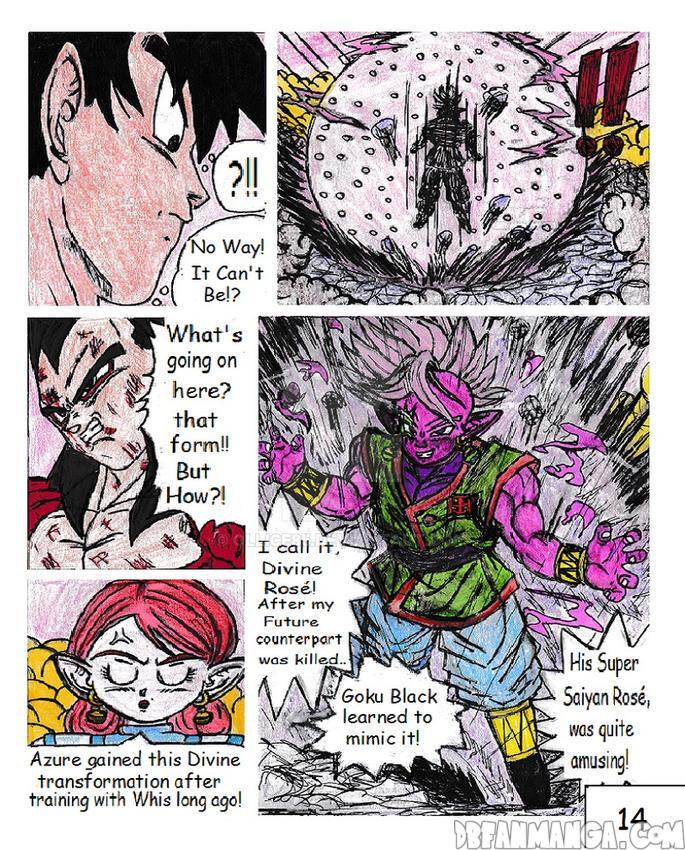 ?!!
No Way!
It Can't
Be!?
!!
What's
going on
here?
that
form!!
But
How?!
I call it,
Divine
Rosé!
After my
Future
counterpart
was killed..
Goku Black
learned to
mimic it!
His Super
Saiyan Rosé,
was quite
amusing!
Azure gained this Divine
transformation after
training with Whis long ago!
14
DBFANMANGA.COM